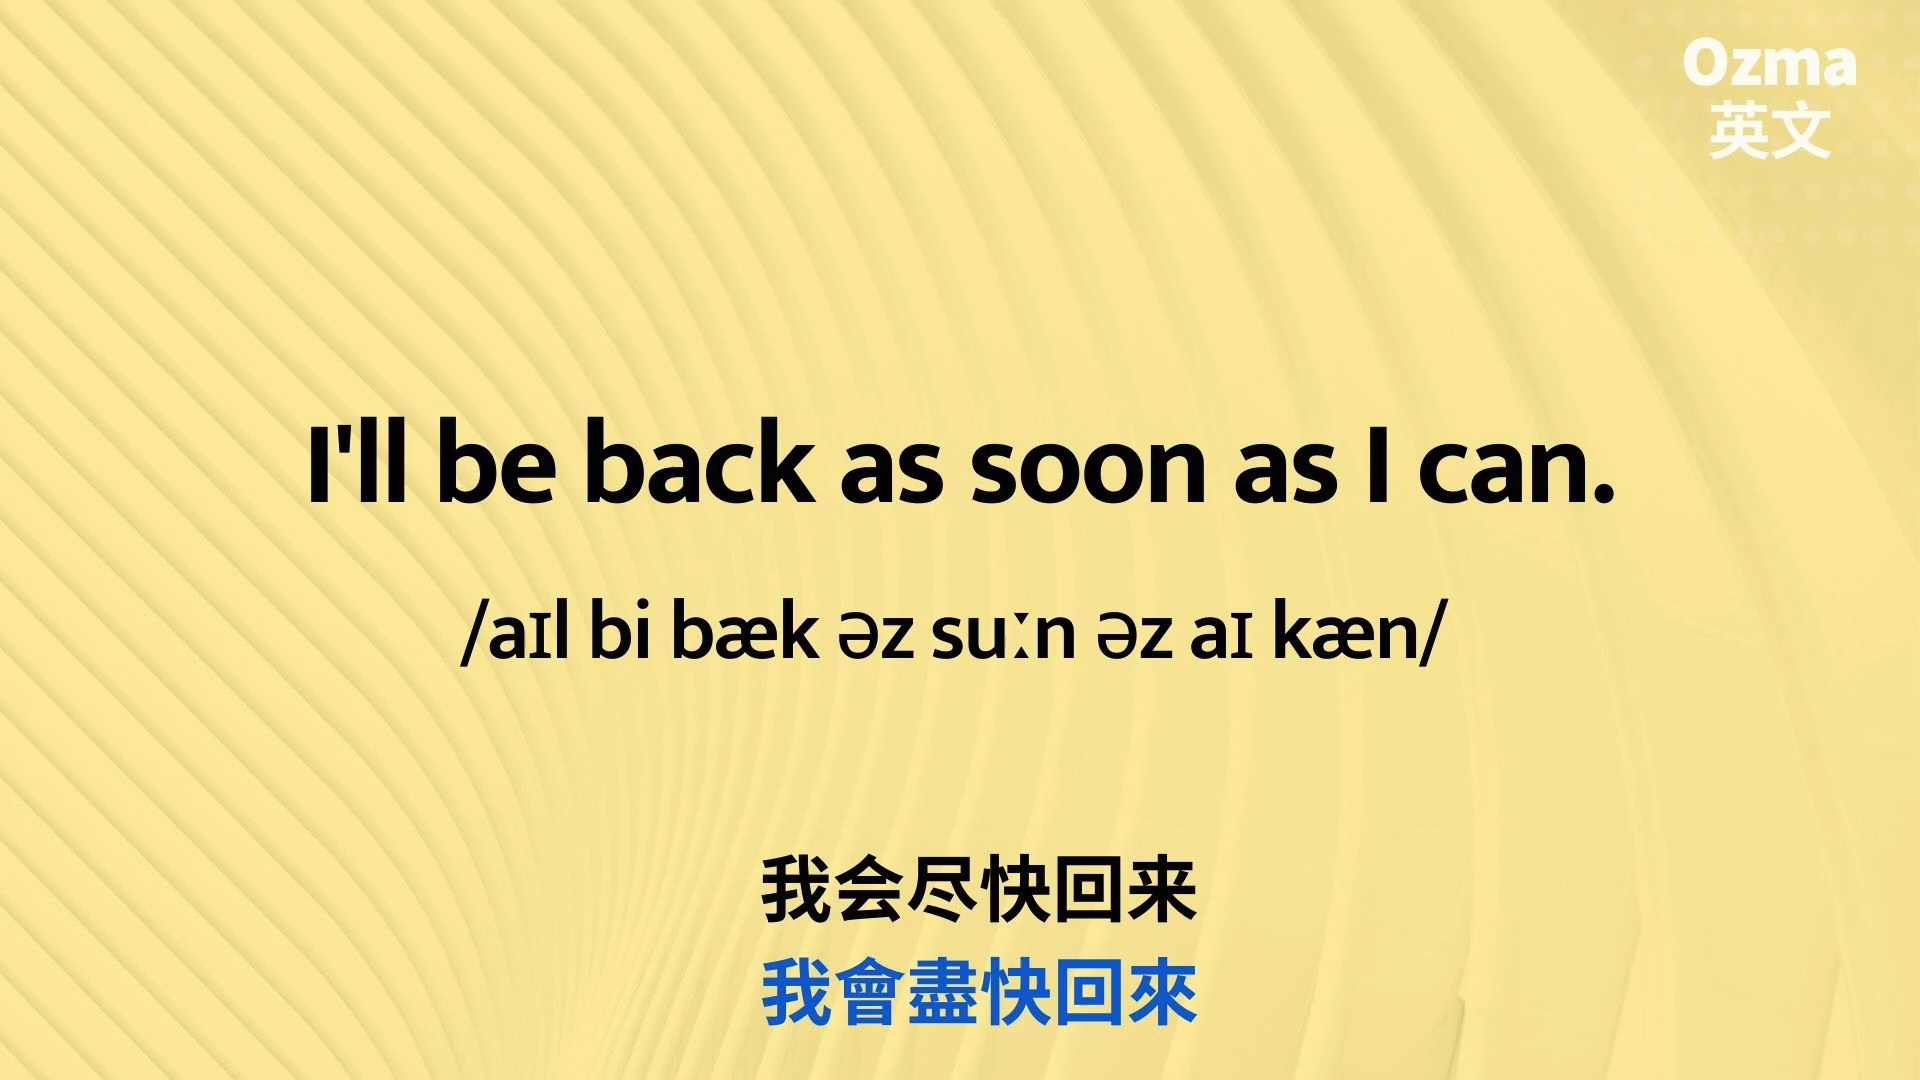 Ozma
英文
I'll be back as soon as I can.
/aɪl bi bæk əz suːn əz aɪ kæn/
我会尽快回来
我會盡快回來